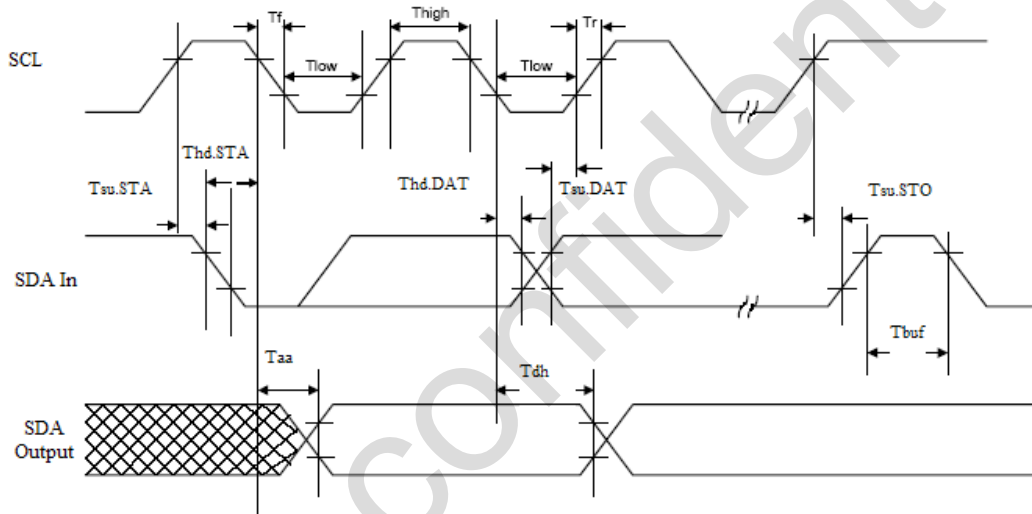 Tf
Thigh
Tr
SCL
Tlow
Tlow
Thd.STA
Thd.DAT
Tsu.STA
Tsu.DAT
Tsu.STO
SDA In
Tbuf
Taa
Tdh
SDA
Output
confident